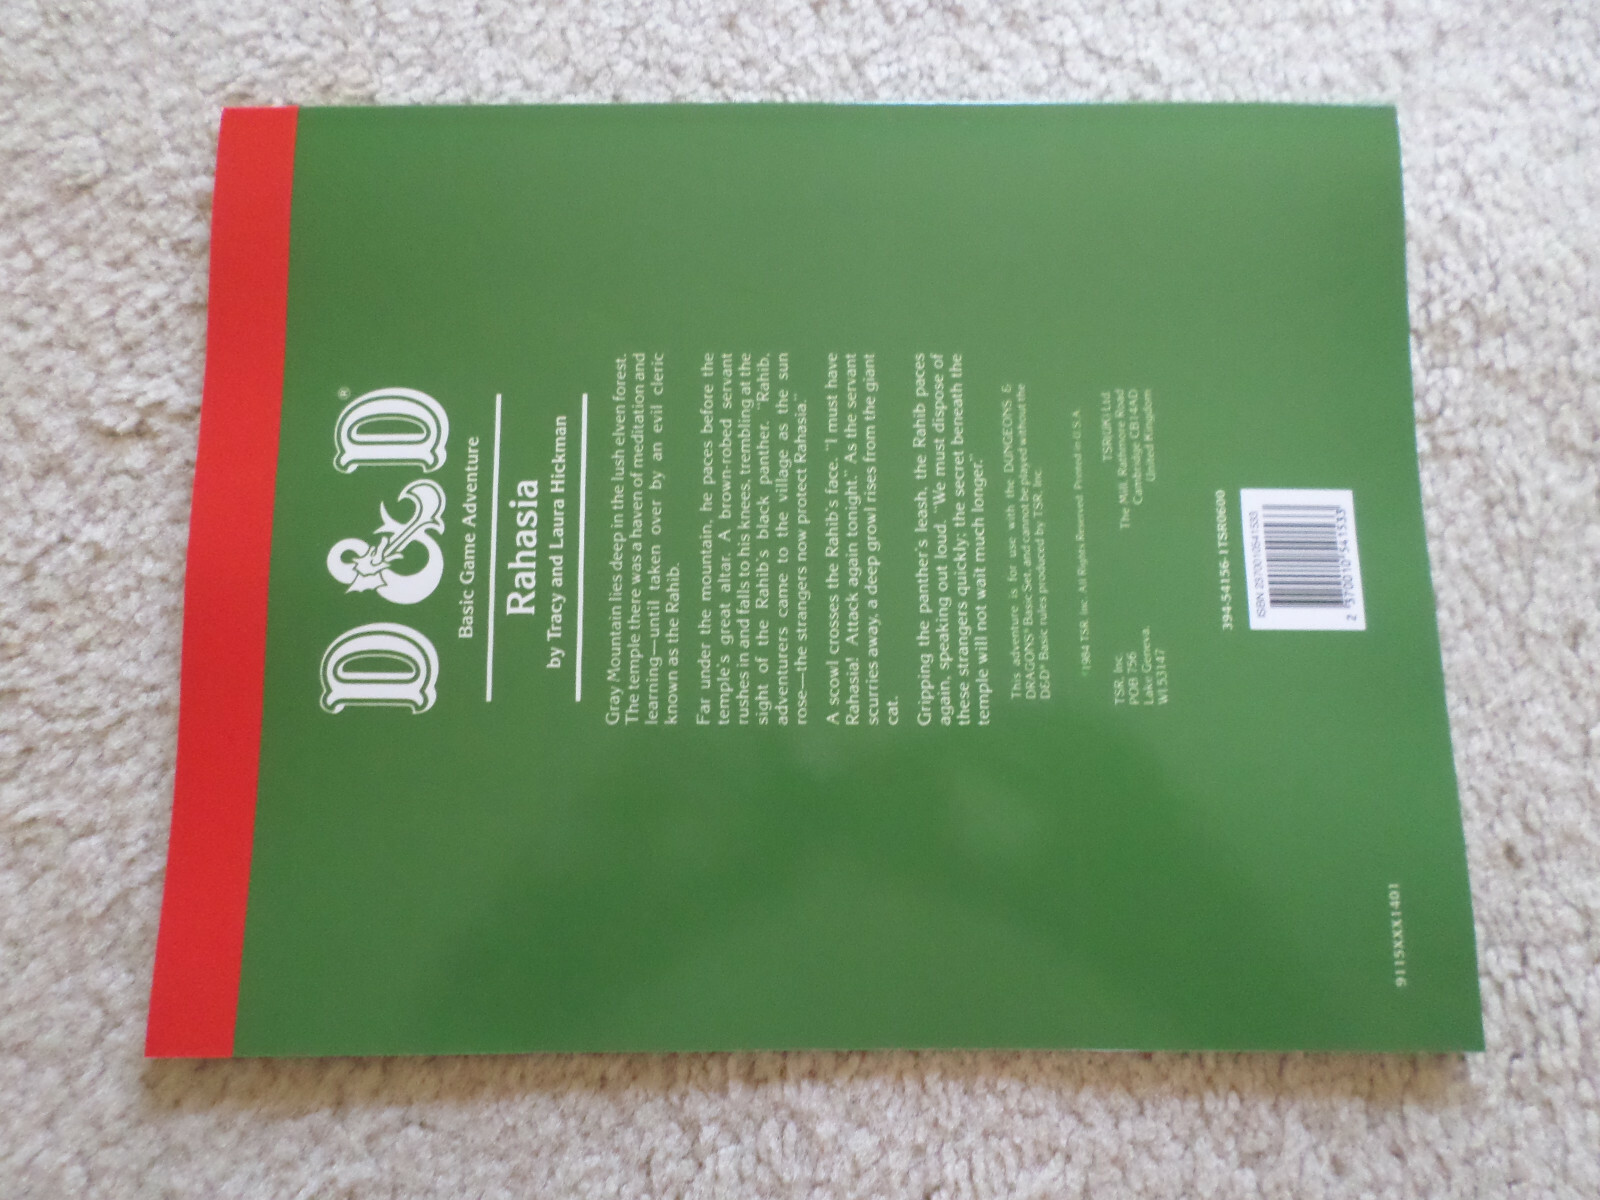 D & D®
Basic Game Adventure
Rahasia
by Tracy and Laura Hickman
Gray Mountain lies deep in the lush elven forest.
The temple there was a haven of meditation and
learning—until taken over by an evil cleric
known as the Rahib.
Far under the mountain, he paces before the
temple's great altar. A brown-robed servant
rushes in and falls to his knees, trembling at the
sight of the Rahib's black panther. "Rahib,
adventurers came to the village as the sun
rose—the strangers now protect Rahasia."
A scowl crosses the Rahib's face. "I must have
Rahasia! Attack again tonight." As the servant
scurries away, a deep growl rises from the giant
cat.
Gripping the panther's leash, the Rahib paces
again, speaking out loud. "We must dispose of
these strangers quickly; the secret beneath the
temple will not wait much longer."
This adventure is for use with the DUNGEONS &
DRAGONS® Basic Set, and cannot be played without the
D&D® Basic rules produced by TSR, Inc.
©1984 TSR, Inc. All Rights Reserved. Printed in U.S.A.
TSR, Inc.
POB 756
Lake Geneva,
WI 53147
TSR(UK) Ltd
The Mill, Rathmore Road
Cambridge CB14AD
United Kingdom
394-54156-1TSR0600
ISBN 2370010541533
2 370010 541533
9115XXX1401